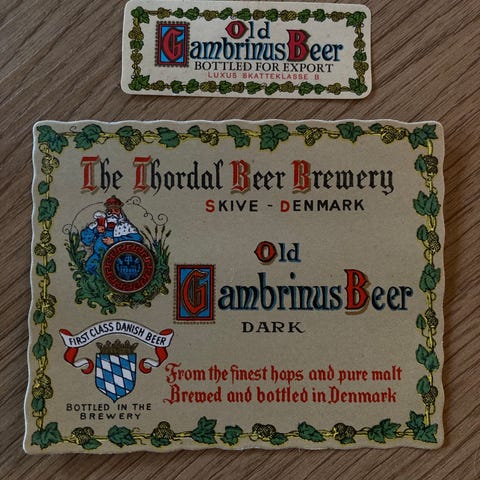 Old
Gambrinus Beer
BOTTLED FOR EXPORT
LUXUS SKATTEKLASSE B
The Thordal Beer Brewery
SKIVE - DENMARK
Old
Gambrinus Beer
DARK
FIRST CLASS DANISH BEER
BOTTLED IN THE
BREWERY
From the finest hops and pure malt
Brewed and bottled in Denmark